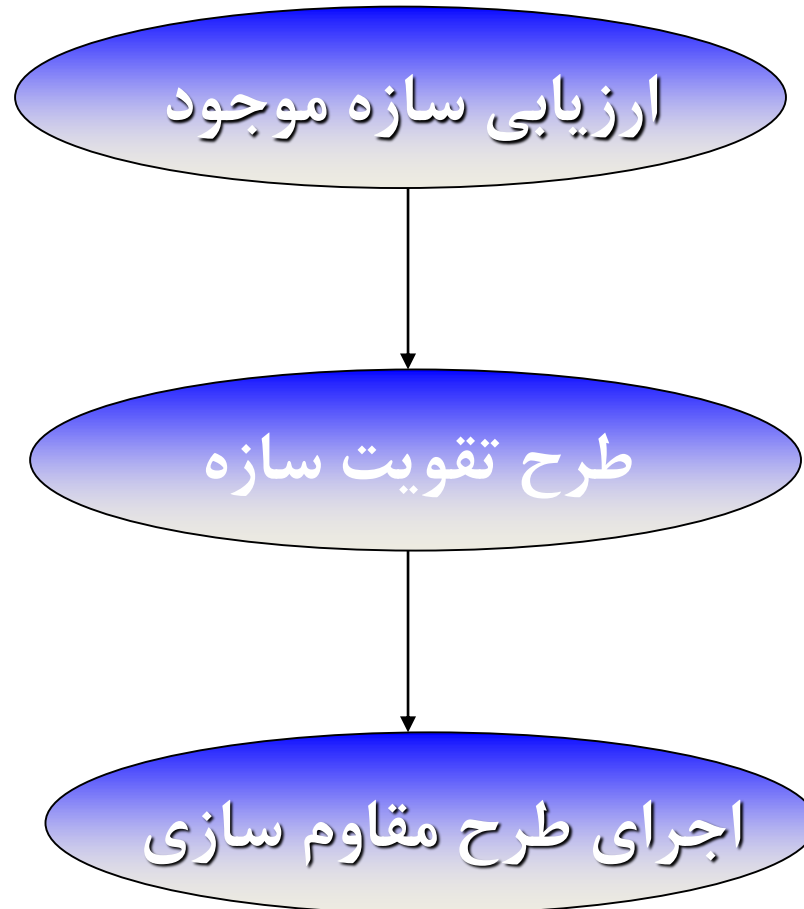 ارزیابی سازه موجود
طرح تقویت سازه
اجرای طرح مقاوم سازی